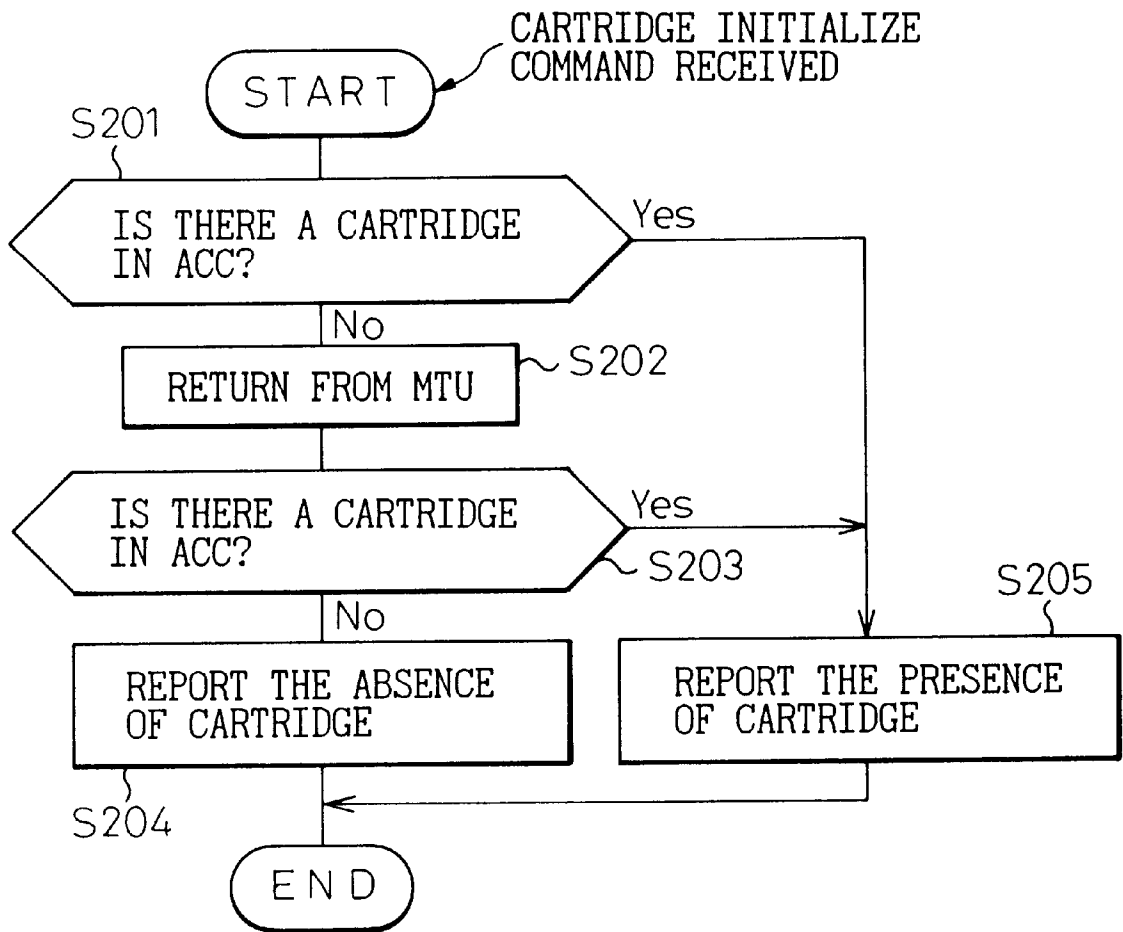 CARTRIDGE INITIALIZE
COMMAND RECEIVED
START
S201
IS THERE A CARTRIDGE
IN ACC?
Yes
No
RETURN FROM MTU
S202
IS THERE A CARTRIDGE
IN ACC?
Yes
S203
No
REPORT THE ABSENCE
OF CARTRIDGE
S204
S205
REPORT THE PRESENCE
OF CARTRIDGE
END